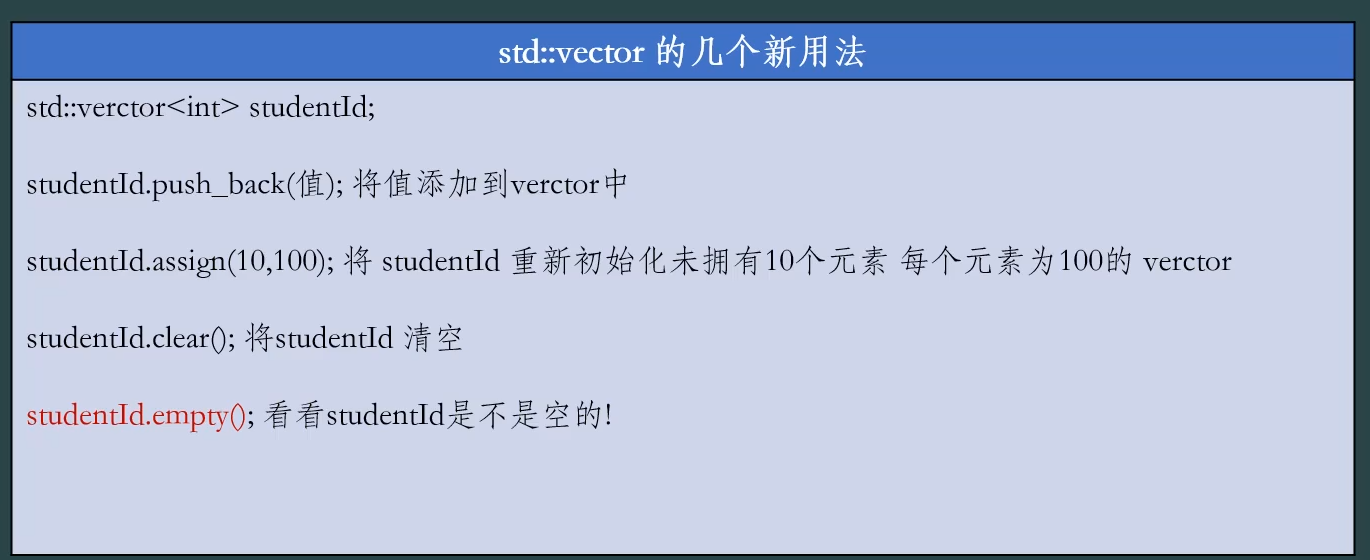 std::vector 的几个新用法
std::verctor<int> studentId;
studentId.push_back(值); 将值添加到verctor中
studentId.assign(10,100); 将 studentId 重新初始化未拥有10个元素 每个元素为100的 verctor
studentId.clear(); 将studentId 清空
studentId.empty(); 看看studentId是不是空的!